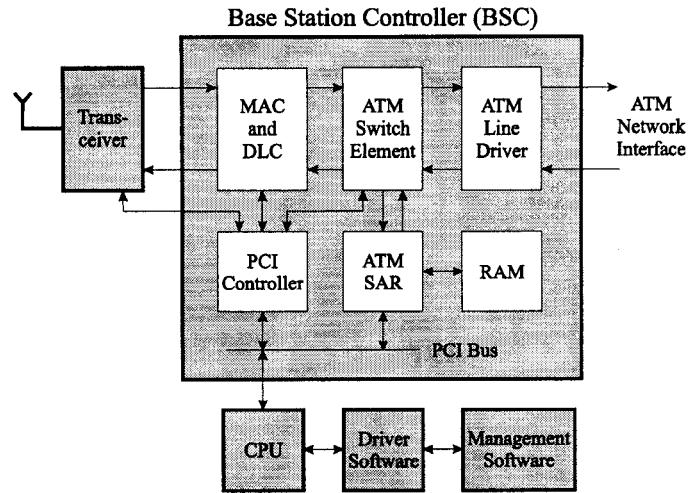 Base Station Controller (BSC)
Trans-
ceiver
MAC
and
DLC
ATM
Switch
Element
ATM
Line
Driver
ATM
Network
Interface
PCI
Controller
ATM
SAR
RAM
PCI Bus
CPU
Driver
Software
Management
Software